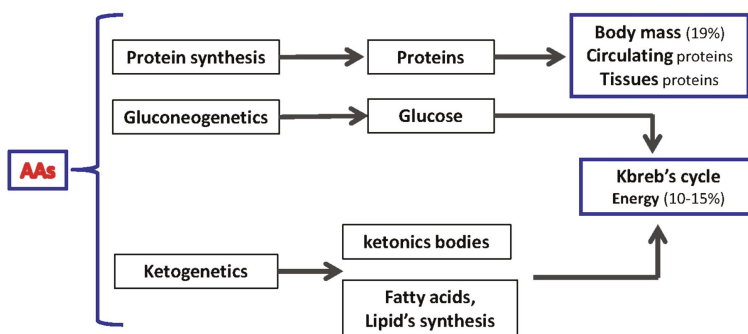 AAs
Protein synthesis
Proteins
Body mass (19%)
Circulating proteins
Tissues proteins
Gluconeogenetics
Glucose
Kbreb's cycle
Energy (10-15%)
Ketogenetics
ketonics bodies
Fatty acids,
Lipid's synthesis